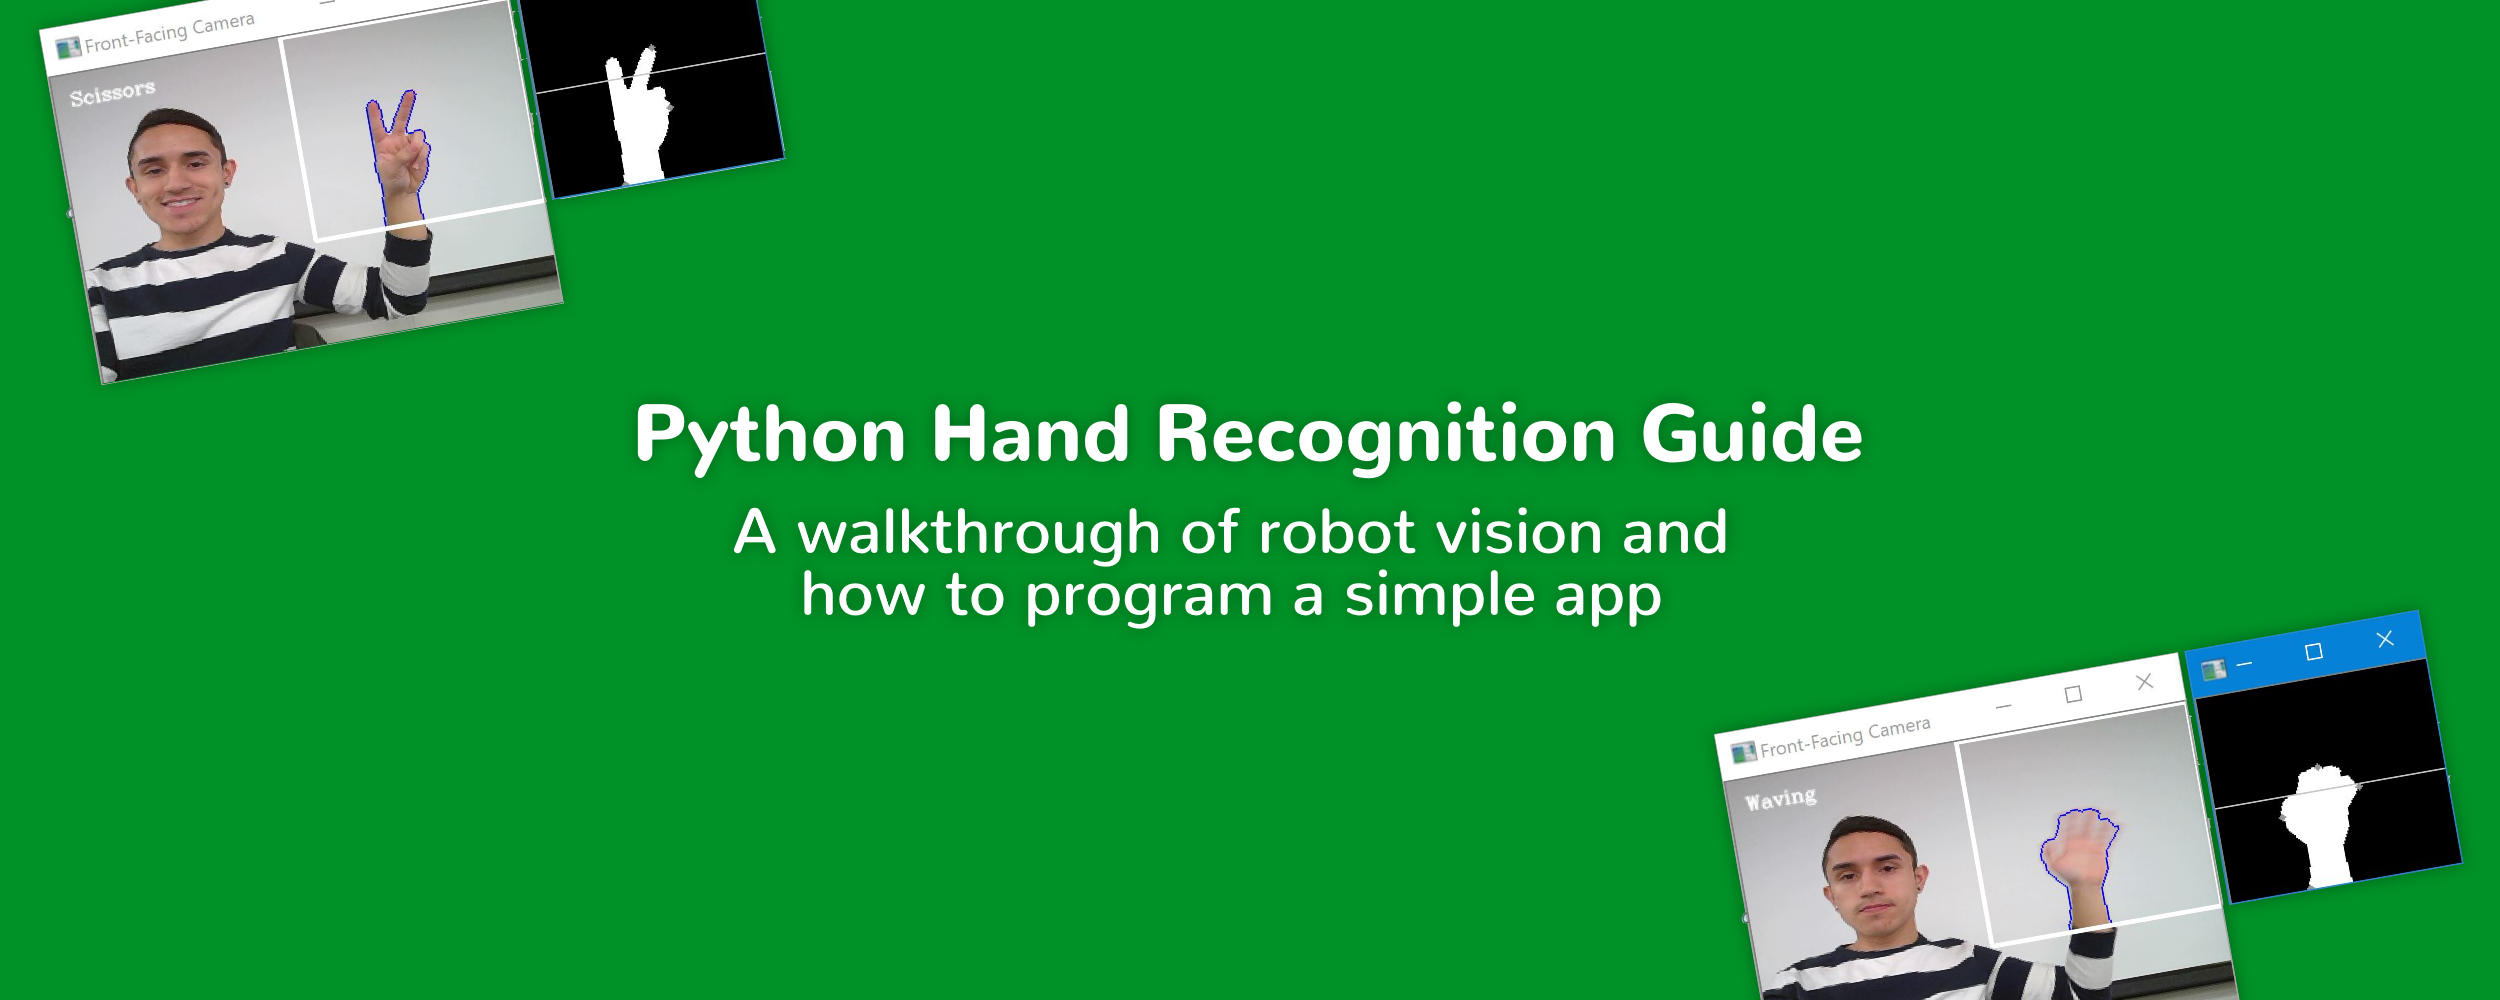 Front-Facing Camera
Scissors
Python Hand Recognition Guide
A walkthrough of robot vision and
how to program a simple app
Front-Facing Camera
Waving